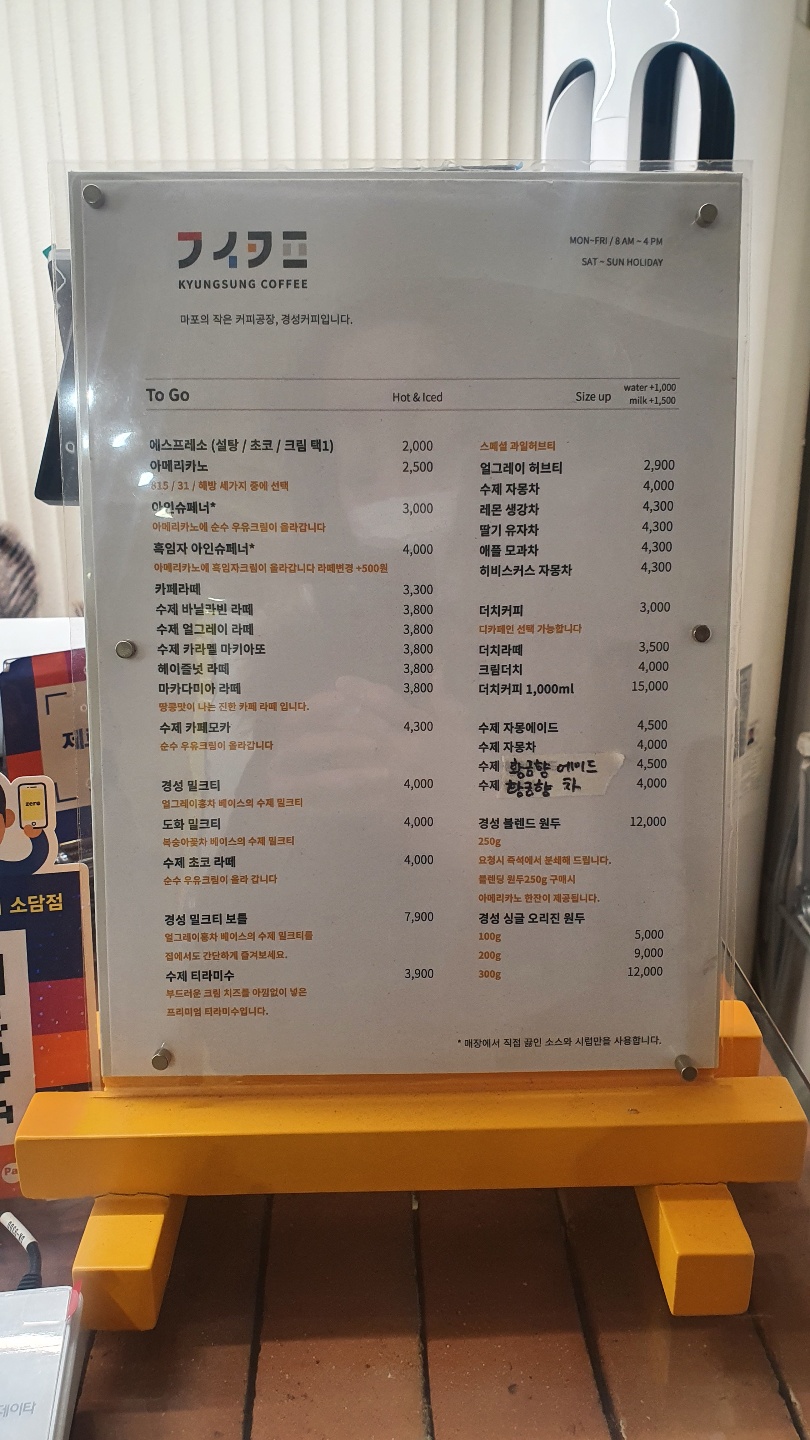 KYUNGSUNG COFFEE
MON~FRI / 8 AM ~ 4 PM
SAT ~ SUN HOLIDAY
마포의 작은 커피공장, 경성커피입니다.
To Go
Hot & Iced
Size up
water +1,000
milk +1,500
에스프레소 (설탕 / 초코 / 크림 택1) 2,000
아메리카노 2,500
815 / 31 / 해방 세가지 중에 선택
아인슈페너* 3,000
아메리카노에 순수 우유크림이 올라갑니다
흑임자 아인슈페너* 4,000
아메리카노에 흑임자크림이 올라갑니다 라떼변경 +500원
카페라떼 3,300
수제 바닐라빈 라떼 3,800
수제 얼그레이 라떼 3,800
수제 카라멜 마키아또 3,800
헤이즐넛 라떼 3,800
마카다미아 라떼 3,800
땅콩맛이 나는 진한 카페 라떼 입니다.
수제 카페모카 4,300
순수 우유크림이 올라갑니다
경성 밀크티 4,000
얼그레이홍차 베이스의 수제 밀크티
도화 밀크티 4,000
복숭아꽃차 베이스의 수제 밀크티
수제 초코 라떼 4,000
순수 우유크림이 올라 갑니다
경성 밀크티 보틀 7,900
얼그레이홍차 베이스의 수제 밀크티를
집에서도 간단하게 즐겨보세요.
수제 티라미수 3,900
부드러운 크림 치즈를 아낌없이 넣은
프리미엄 티라미수입니다.
스페셜 과일허브티
얼그레이 허브티 2,900
수제 자몽차 4,000
레몬 생강차 4,300
딸기 유자차 4,300
애플 모과차 4,300
히비스커스 자몽차 4,300
더치커피 3,000
디카페인 선택 가능합니다
더치라떼 3,500
크림더치 4,000
더치커피 1,000ml 15,000
수제 자몽에이드 4,500
수제 자몽차 4,000
수제 황금향 에이드 4,500
수제 황금향 차 4,000
경성 블렌드 원두 12,000
250g
요청시 즉석에서 분쇄해 드립니다.
블렌딩 원두250g 구매시
아메리카노 한잔이 제공됩니다.
경성 싱글 오리진 원두
100g 5,000
200g 9,000
300g 12,000
* 매장에서 직접 끓인 소스와 시럽만을 사용합니다.
zero
소담점
데이타